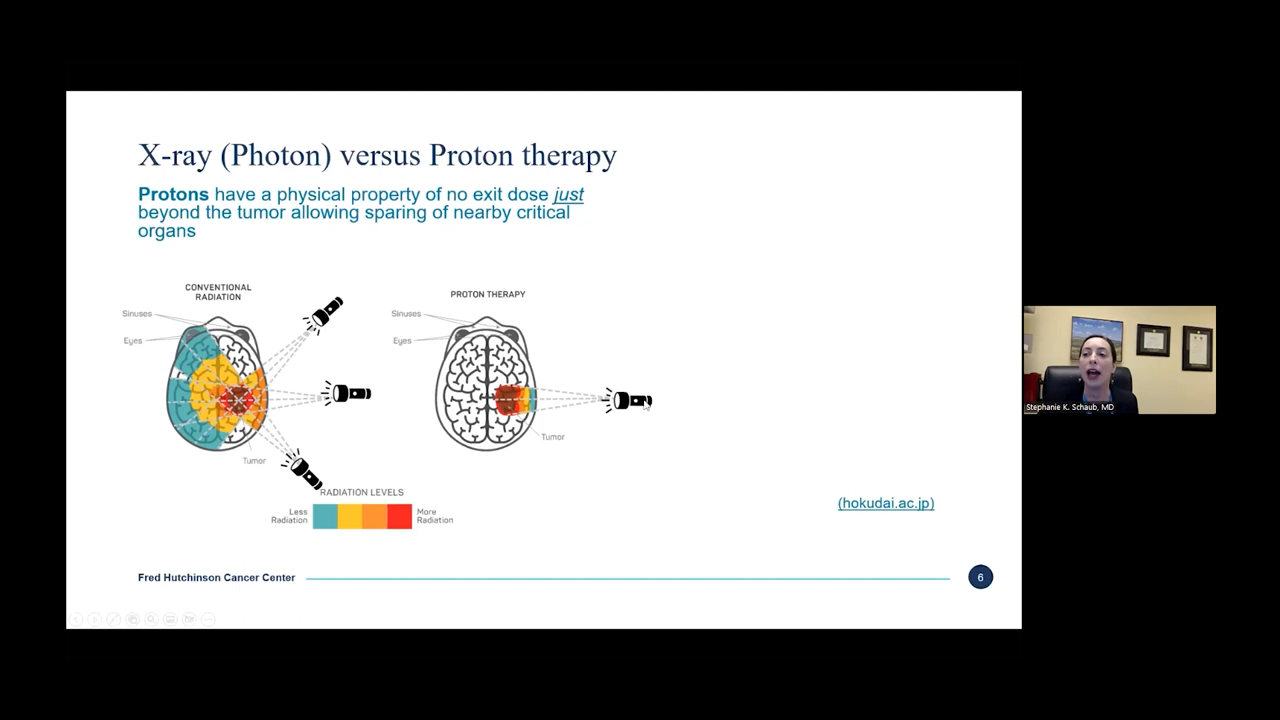 X-ray (Photon) versus Proton therapy
Protons have a physical property of no exit dose just
beyond the tumor allowing sparing of nearby critical
organs
CONVENTIONAL
RADIATION
Sinuses
Eyes
Tumor
PROTON THERAPY
Sinuses
Eyes
Tumor
RADIATION LEVELS
Less
Radiation
More
Radiation
(hokudai.ac.jp)
Fred Hutchinson Cancer Center
6
Stephanie K. Schaub, MD